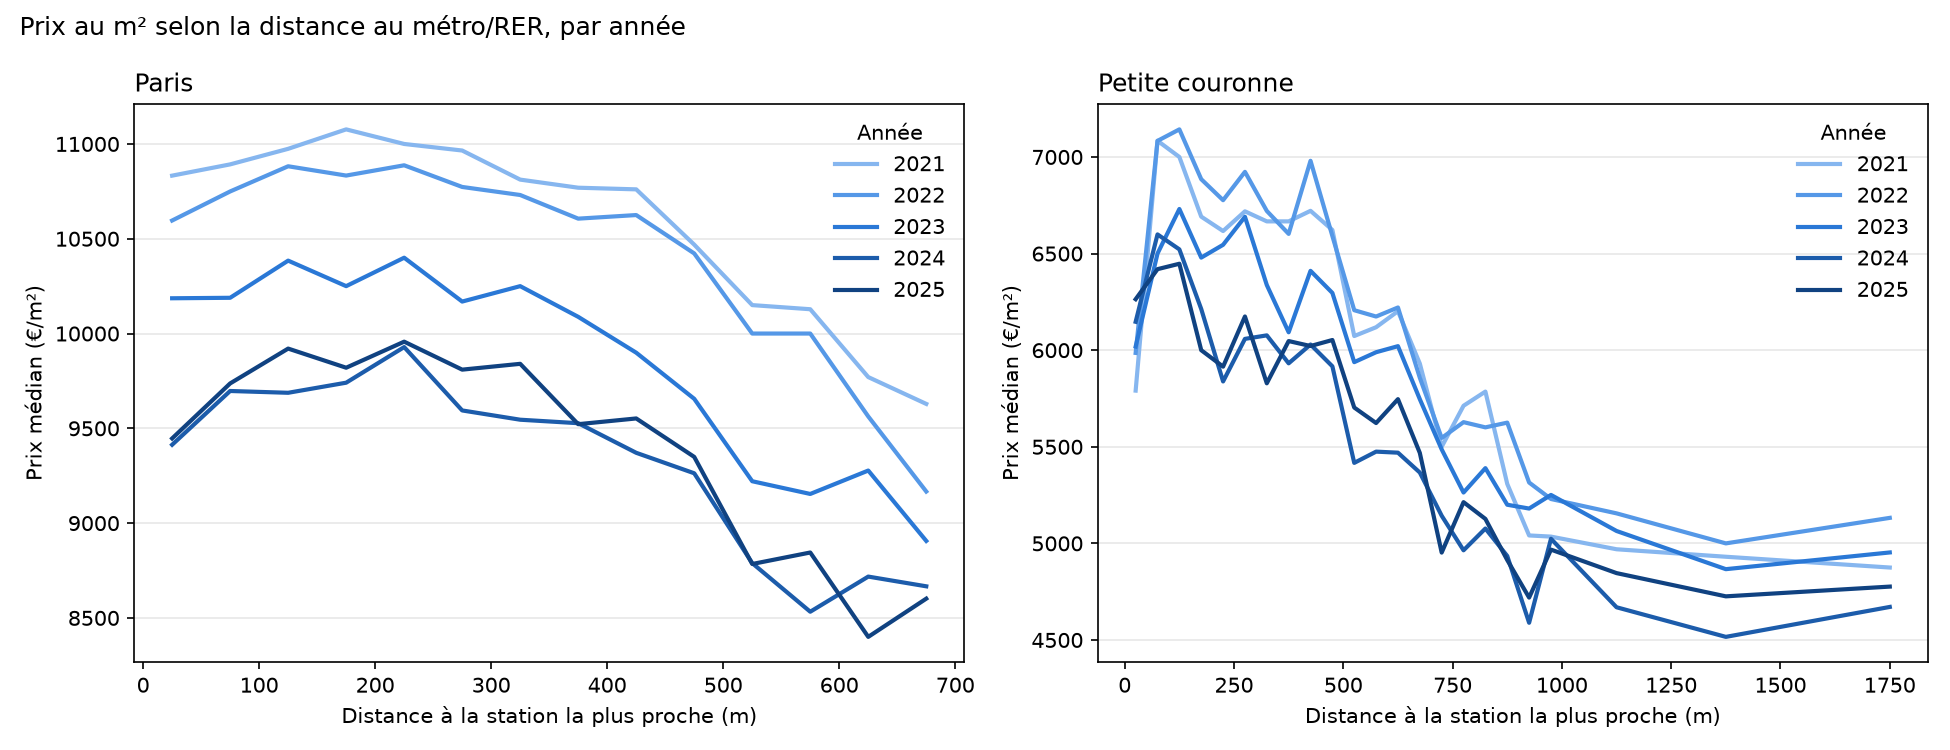 Prix au m² selon la distance au métro/RER, par année
Paris
Prix médian (€/m²)
11000
10500
10000
9500
9000
8500
0 100 200 300 400 500 600 700
Distance à la station la plus proche (m)
Année
2021
2022
2023
2024
2025
Petite couronne
Prix médian (€/m²)
7000
6500
6000
5500
5000
4500
0 250 500 750 1000 1250 1500 1750
Distance à la station la plus proche (m)
Année
2021
2022
2023
2024
2025